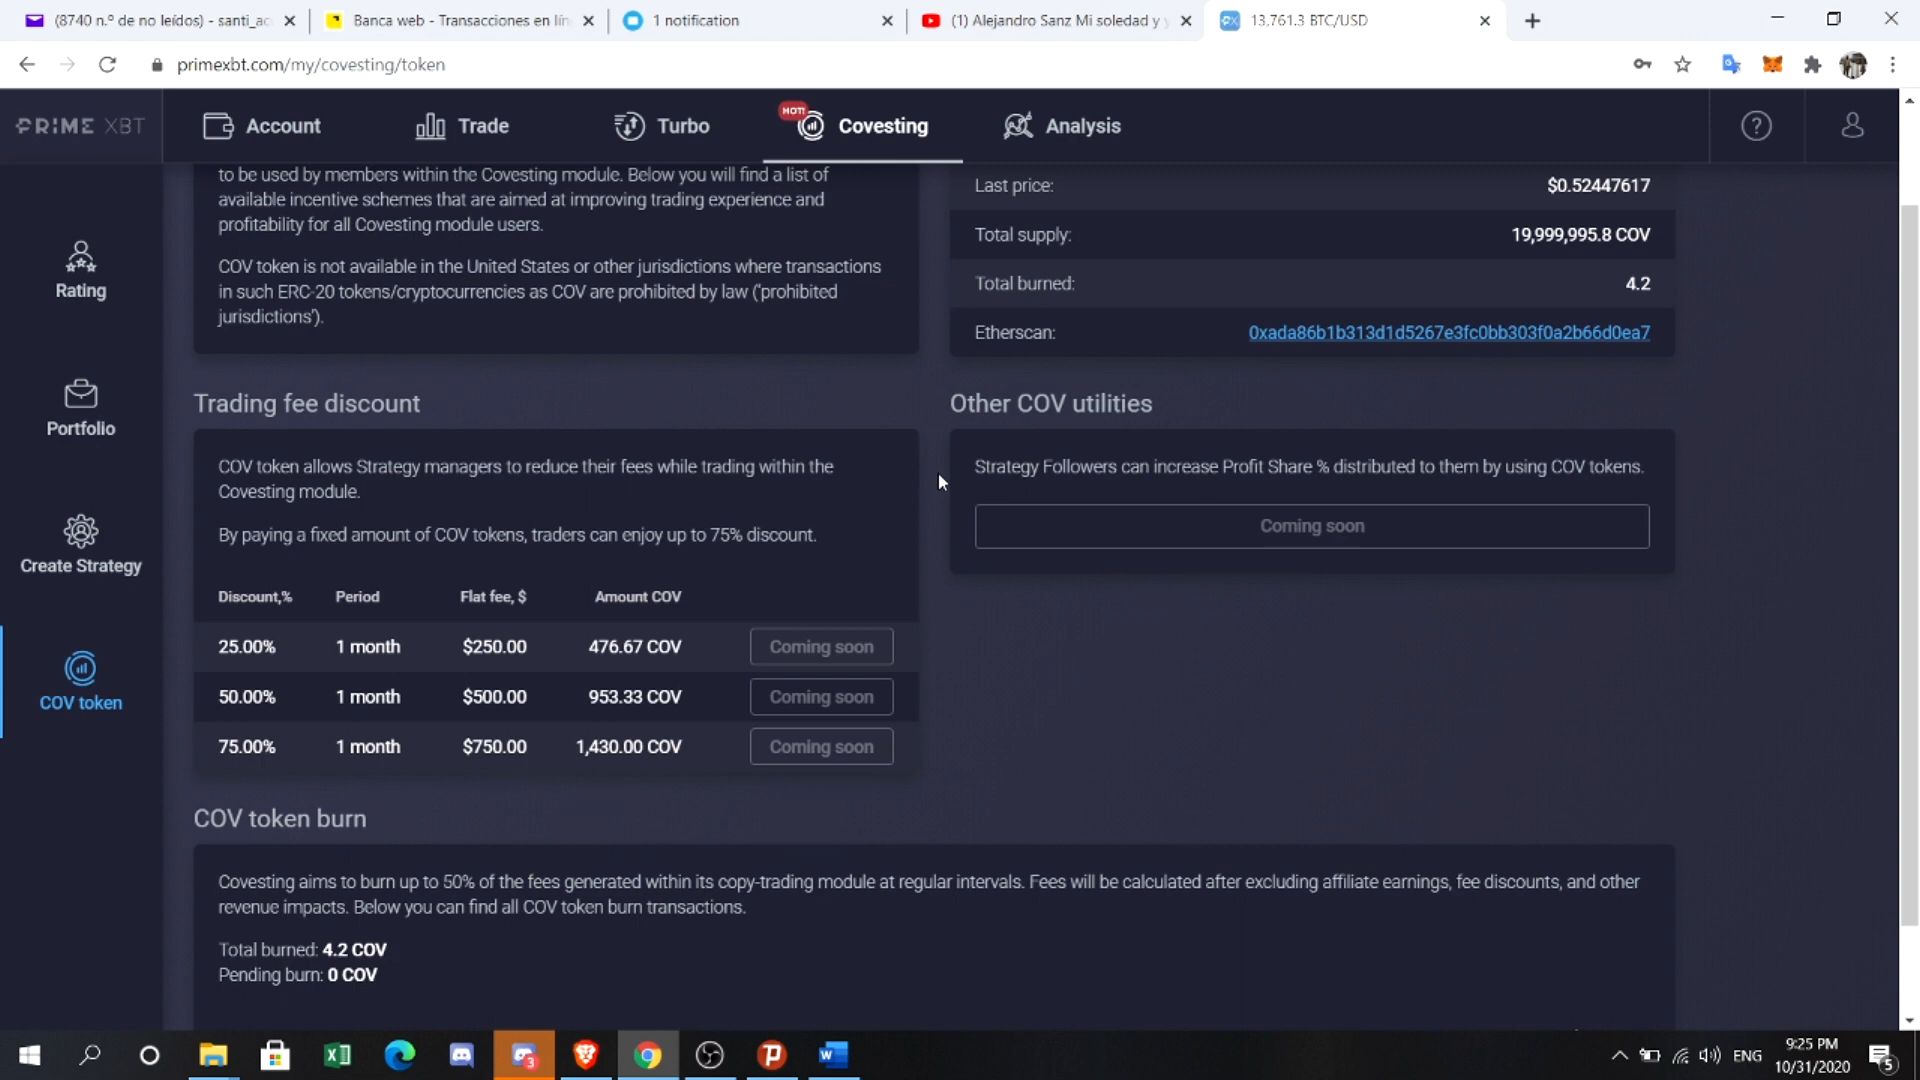 (8740 n.º de no leídos) - santi_ac
Banca web - Transacciones en lín
1 notification
(1) Alejandro Sanz Mi soledad y y
13,761.3 BTC/USD
primexbt.com/my/covesting/token
PRIME XBT
Account
Trade
Turbo
HOT!
Covesting
Analysis
to be used by members within the Covesting module. Below you will find a list of
available incentive schemes that are aimed at improving trading experience and
profitability for all Covesting module users.
COV token is not available in the United States or other jurisdictions where transactions
in such ERC-20 tokens/cryptocurrencies as COV are prohibited by law ('prohibited
jurisdictions').
Last price: $0.52447617
Total supply: 19,999,995.8 COV
Total burned: 4.2
Etherscan: 0xada86b1b313d1d5267e3fc0bb303f0a2b66d0ea7
Rating
Portfolio
Create Strategy
COV token
Trading fee discount
COV token allows Strategy managers to reduce their fees while trading within the
Covesting module.
By paying a fixed amount of COV tokens, traders can enjoy up to 75% discount.
Discount,% Period Flat fee, $ Amount COV
25.00% 1 month $250.00 476.67 COV Coming soon
50.00% 1 month $500.00 953.33 COV Coming soon
75.00% 1 month $750.00 1,430.00 COV Coming soon
Other COV utilities
Strategy Followers can increase Profit Share % distributed to them by using COV tokens.
Coming soon
COV token burn
Covesting aims to burn up to 50% of the fees generated within its copy-trading module at regular intervals. Fees will be calculated after excluding affiliate earnings, fee discounts, and other
revenue impacts. Below you can find all COV token burn transactions.
Total burned: 4.2 COV
Pending burn: 0 COV
3
ENG
9:25 PM
10/31/2020
5